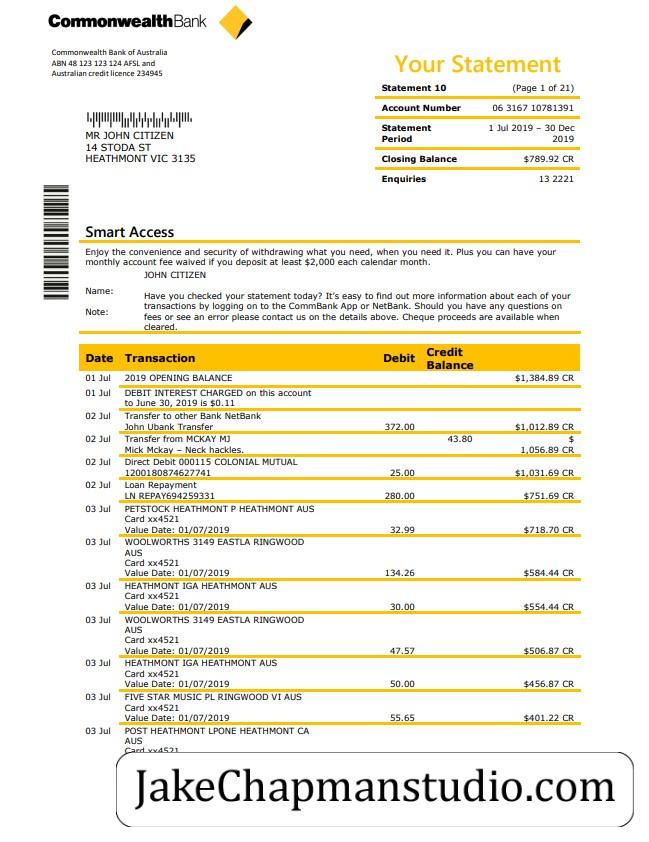 CommonwealthBank
Commonwealth Bank of Australia
ABN 48 123 123 124 AFSL and
Australian credit licence 234945
Your Statement
Statement 10 (Page 1 of 21)
Account Number 06 3167 10781391
Statement Period 1 Jul 2019 – 30 Dec 2019
Closing Balance $789.92 CR
Enquiries 13 2221
MR JOHN CITIZEN
14 STODA ST
HEATHMONT VIC 3135
Smart Access
Enjoy the convenience and security of withdrawing what you need, when you need it. Plus you can have your
monthly account fee waived if you deposit at least $2,000 each calendar month.
JOHN CITIZEN
Name:
Note:
Have you checked your statement today? It's easy to find out more information about each of your
transactions by logging on to the CommBank App or NetBank. Should you have any questions on
fees or see an error please contact us on the details above. Cheque proceeds are available when
cleared.
Date Transaction Debit Credit Balance
01 Jul 2019 OPENING BALANCE $1,384.89 CR
01 Jul DEBIT INTEREST CHARGED on this account
to June 30, 2019 is $0.11
02 Jul Transfer to other Bank NetBank
John Ubank Transfer 372.00 $1,012.89 CR
02 Jul Transfer from MCKAY MJ 43.80 $
Mick Mckay – Neck hackles. 1,056.89 CR
02 Jul Direct Debit 000115 COLONIAL MUTUAL
1200180874627741 25.00 $1,031.69 CR
02 Jul Loan Repayment
LN REPAY694259331 280.00 $751.69 CR
03 Jul PETSTOCK HEATHMONT P HEATHMONT AUS
Card xx4521
Value Date: 01/07/2019 32.99 $718.70 CR
03 Jul WOOLWORTHS 3149 EASTLA RINGWOOD
AUS
Card xx4521
Value Date: 01/07/2019 134.26 $584.44 CR
03 Jul HEATHMONT IGA HEATHMONT AUS
Card xx4521
Value Date: 01/07/2019 30.00 $554.44 CR
03 Jul WOOLWORTHS 3149 EASTLA RINGWOOD
AUS
Card xx4521
Value Date: 01/07/2019 47.57 $506.87 CR
03 Jul HEATHMONT IGA HEATHMONT AUS
Card xx4521
Value Date: 01/07/2019 50.00 $456.87 CR
03 Jul FIVE STAR MUSIC PL RINGWOOD VI AUS
Card xx4521
Value Date: 01/07/2019 55.65 $401.22 CR
03 Jul POST HEATHMONT LPONE HEATHMONT CA
AUS
Card xx4521
JakeChapmanstudio.com